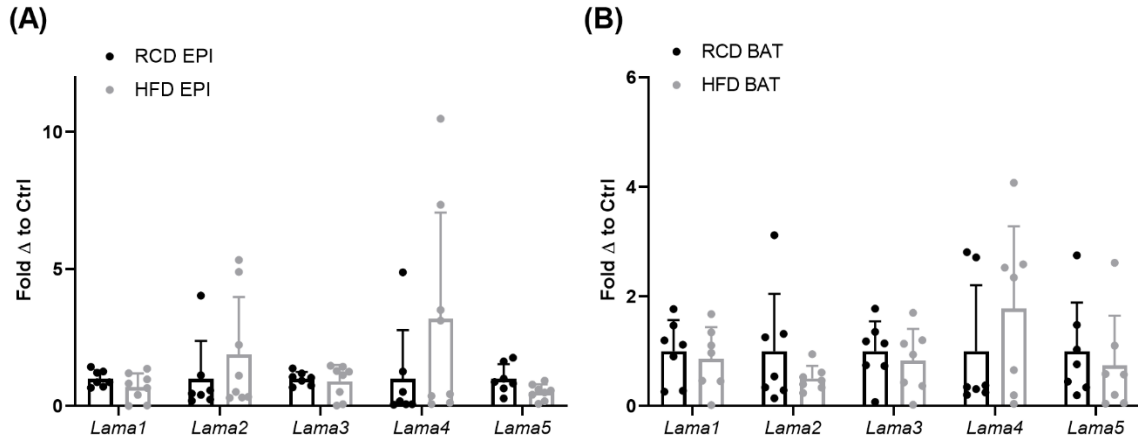 (A)
RCD EPI
HFD EPI
Fold Δ to Ctrl
10
5
0
Lama1 Lama2 Lama3 Lama4 Lama5
(B)
RCD BAT
HFD BAT
Fold Δ to Ctrl
6
4
2
0
Lama1 Lama2 Lama3 Lama4 Lama5